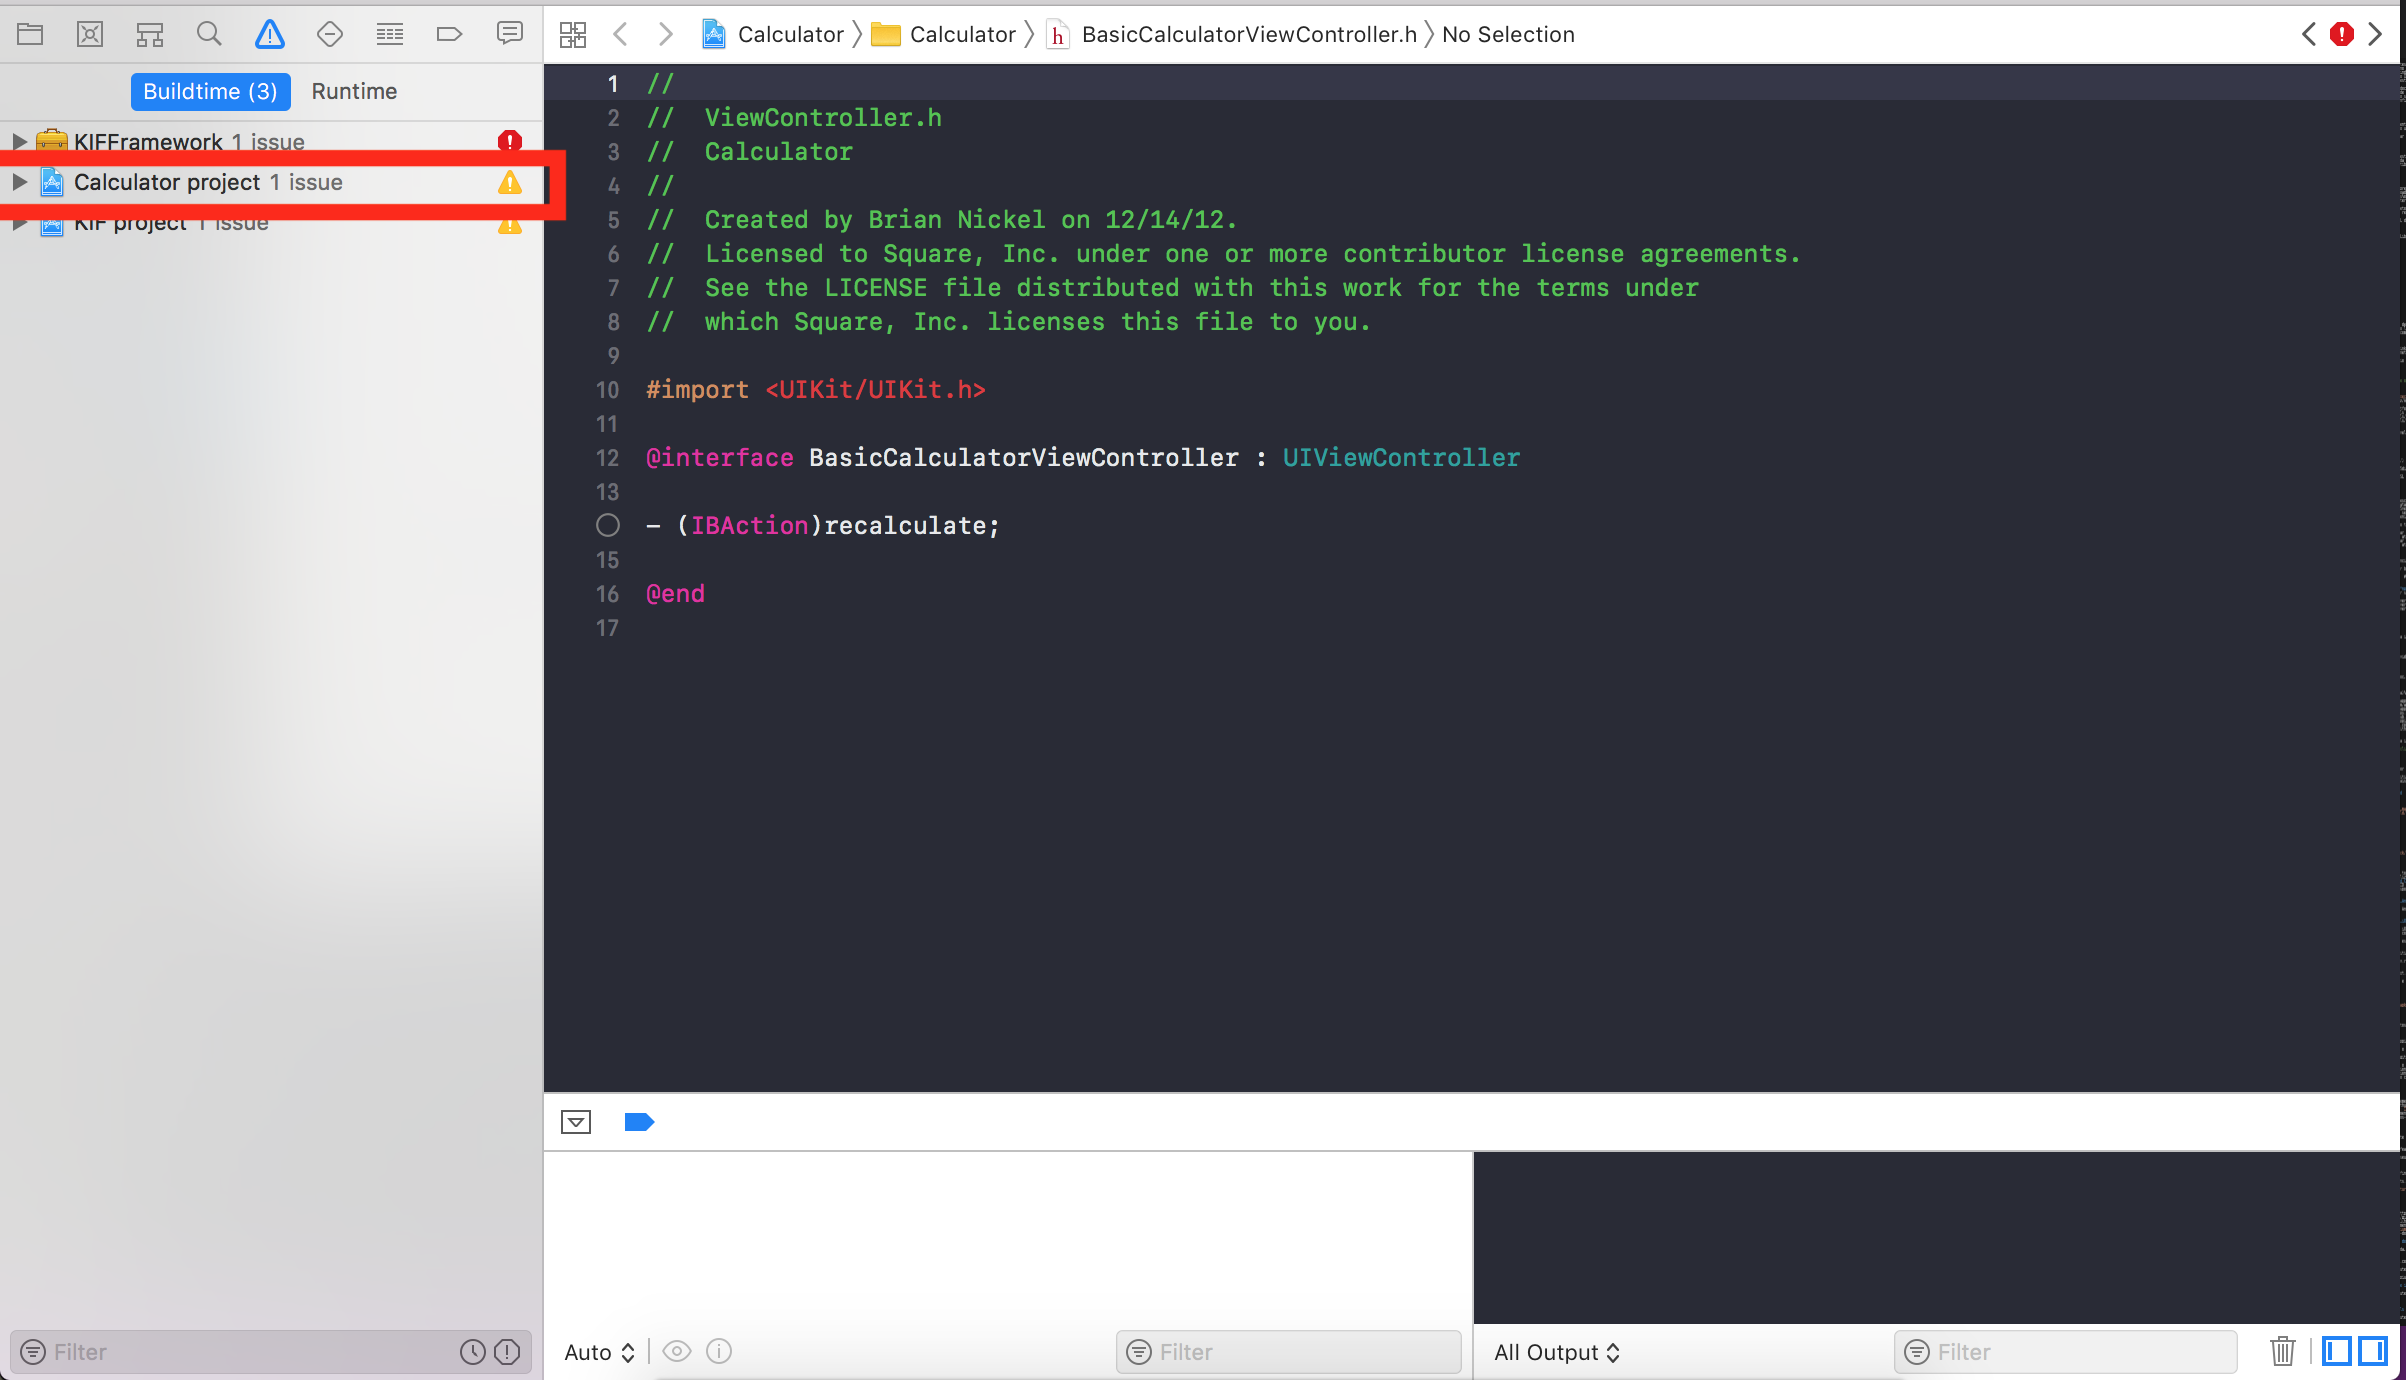 Calculator
Calculator
h
BasicCalculatorViewController.h
No Selection
Buildtime (3)
Runtime
KIFFramework 1 issue
Calculator project 1 issue
KIF project 1 issue
1 //
2 //  ViewController.h
3 //  Calculator
4 //
5 //  Created by Brian Nickel on 12/14/12.
6 //  Licensed to Square, Inc. under one or more contributor license agreements.
7 //  See the LICENSE file distributed with this work for the terms under
8 //  which Square, Inc. licenses this file to you.
9
10 #import <UIKit/UIKit.h>
11
12 @interface BasicCalculatorViewController : UIViewController
13
- (IBAction)recalculate;
15
16 @end
17
Filter
Auto
Filter
All Output
Filter